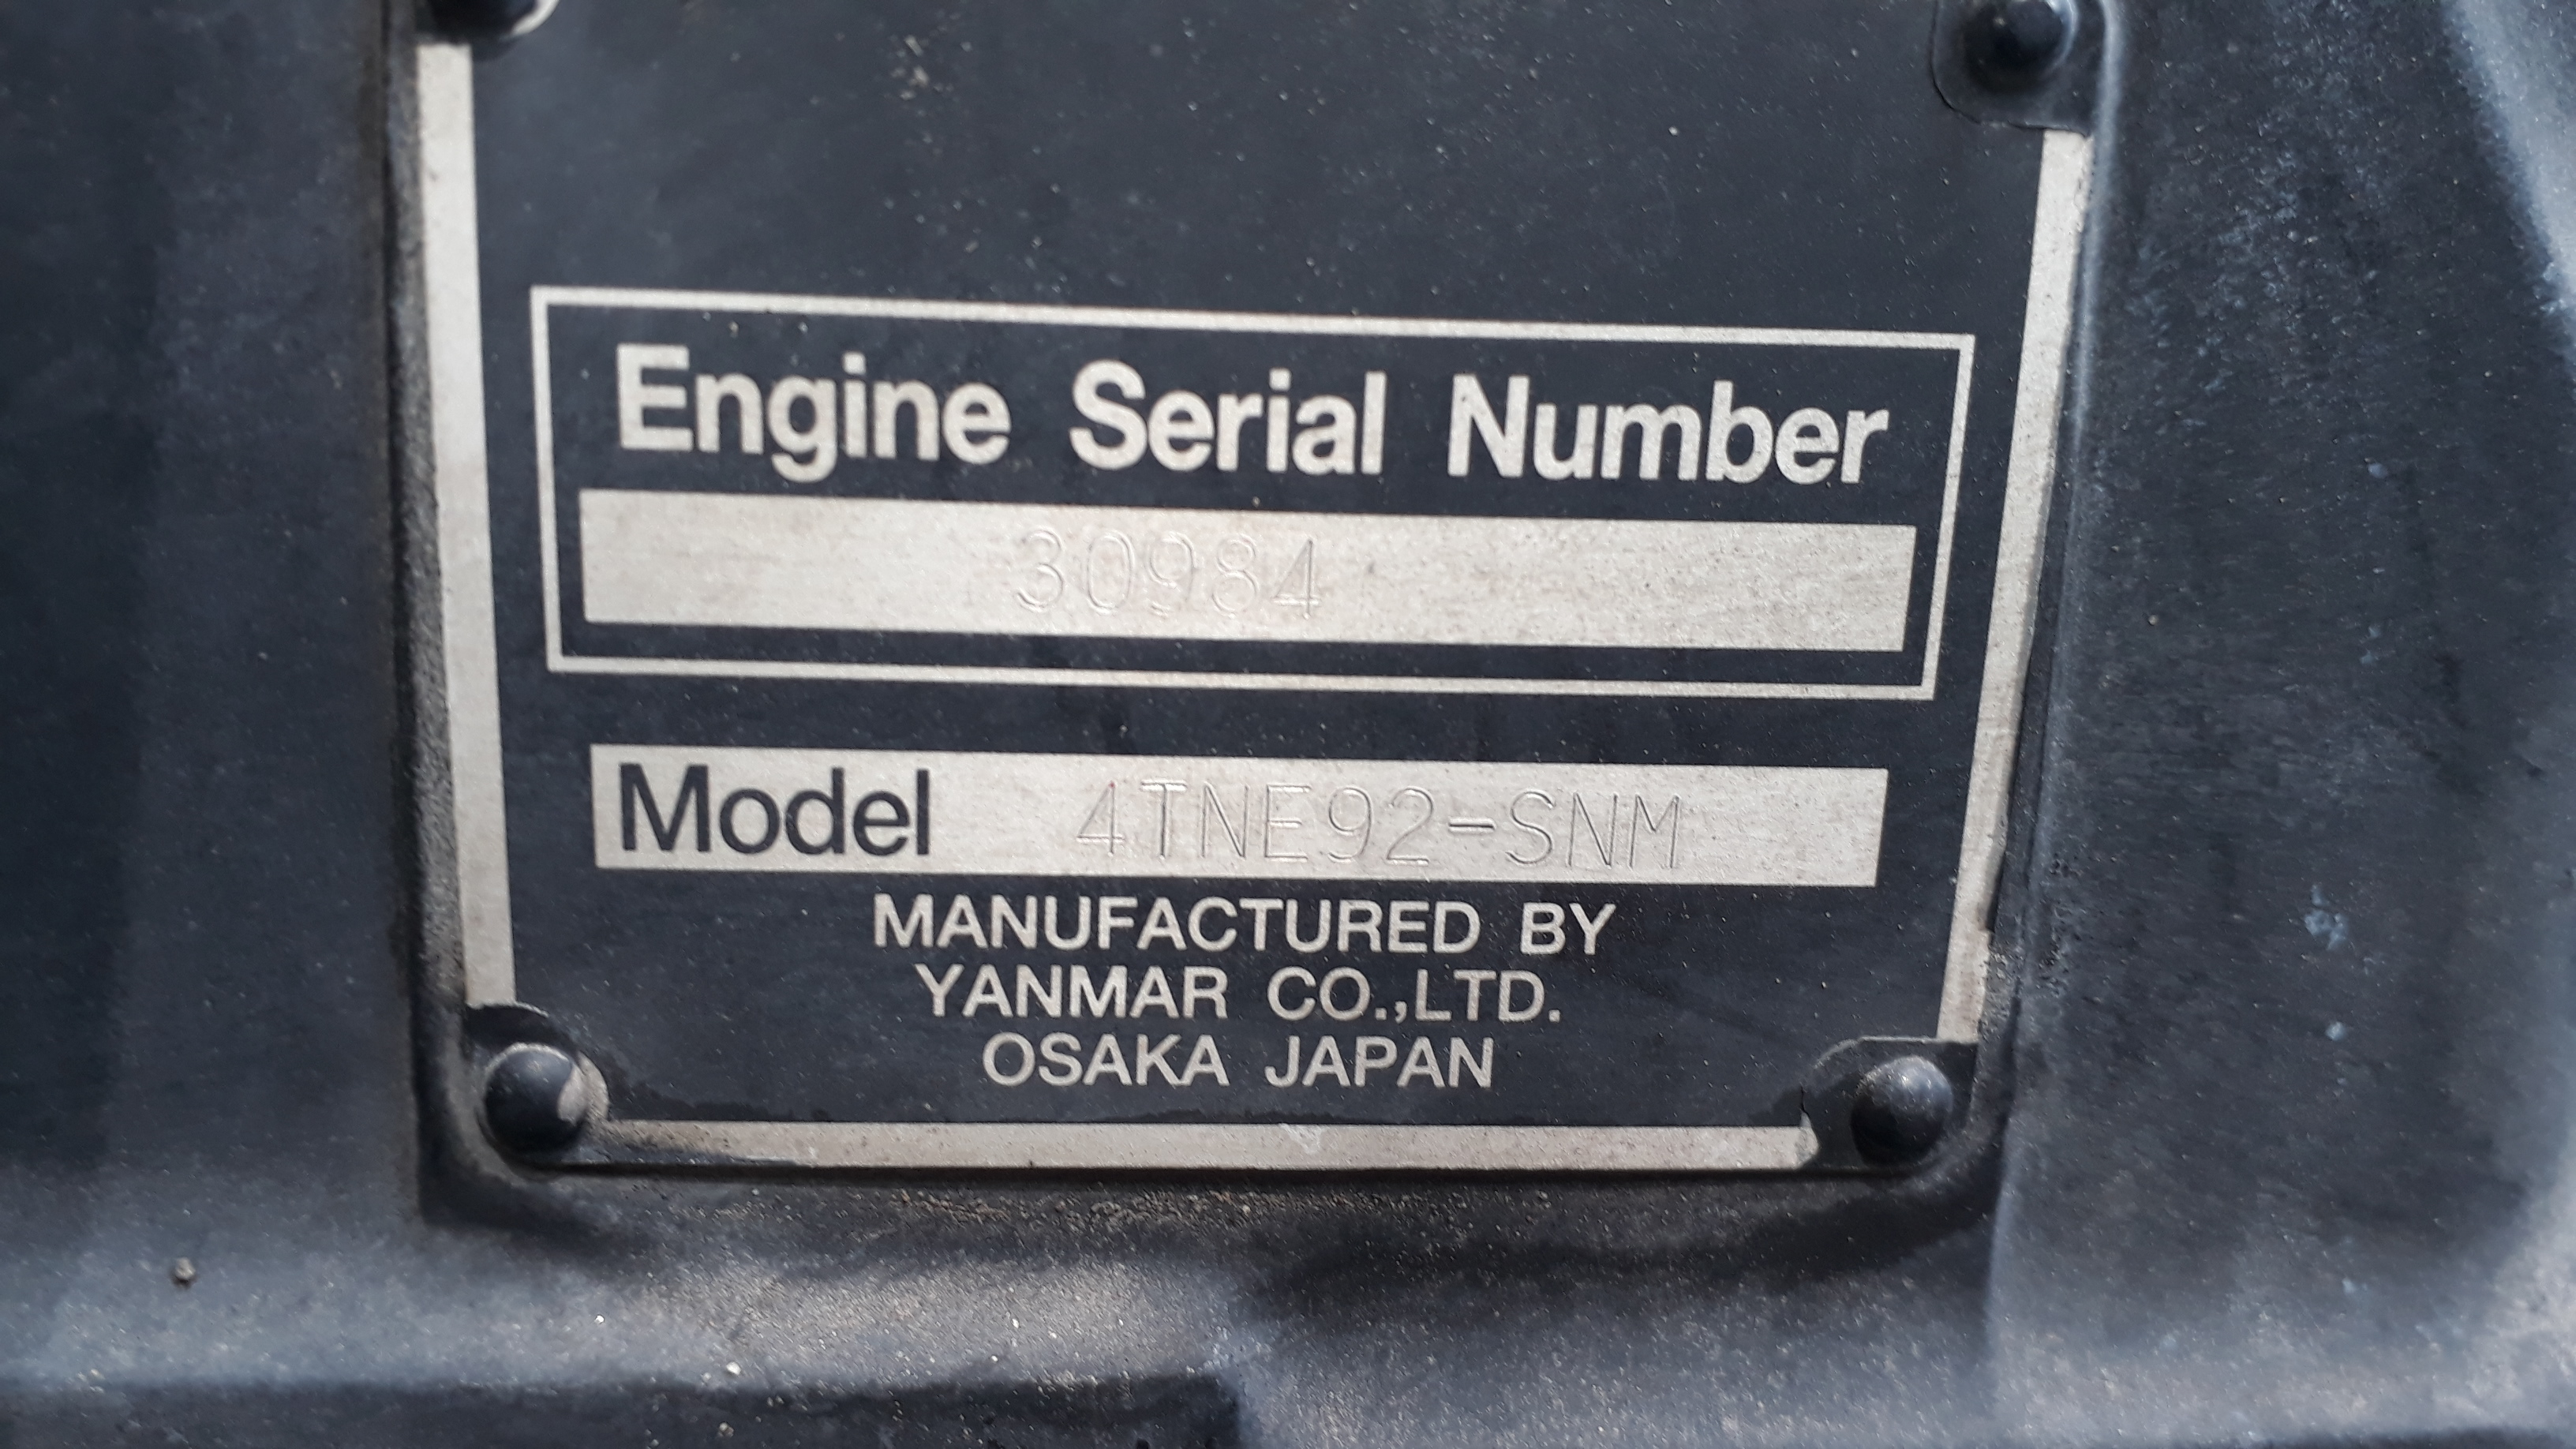 Engine Serial Number
30984
Model 4TNE92-SNM
MANUFACTURED BY
YANMAR CO.,LTD.
OSAKA JAPAN